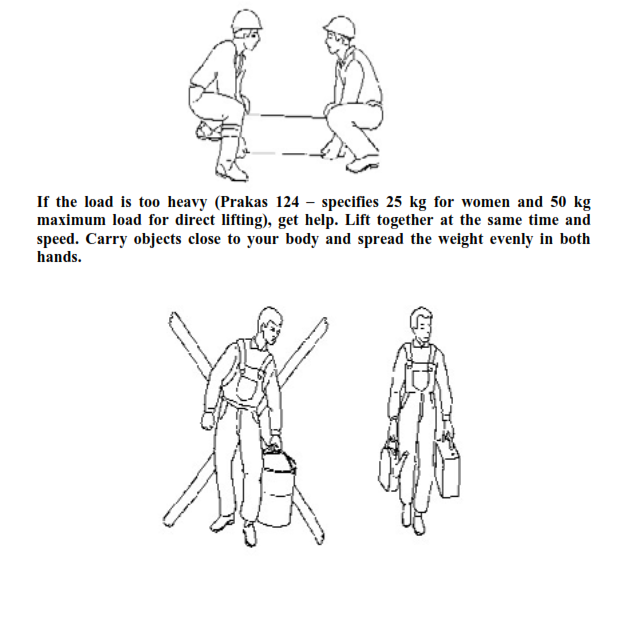 If the load is too heavy (Prakas 124 – specifies 25 kg for women and 50 kg
maximum load for direct lifting), get help. Lift together at the same time and
speed. Carry objects close to your body and spread the weight evenly in both
hands.